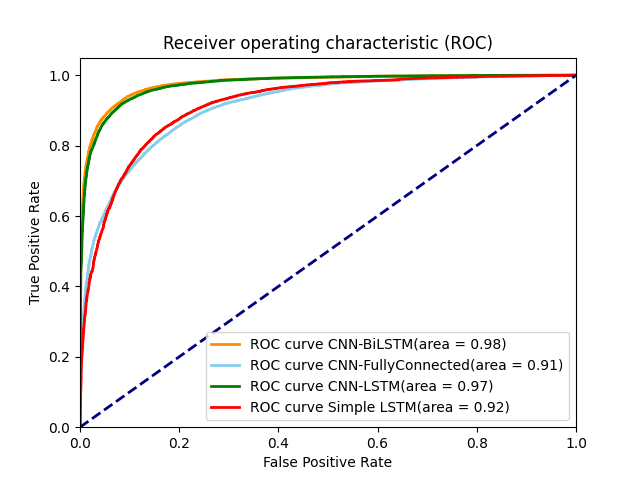 Receiver operating characteristic (ROC)
True Positive Rate
1.0
0.8
0.6
0.4
0.2
0.0
ROC curve CNN-BiLSTM(area = 0.98)
ROC curve CNN-FullyConnected(area = 0.91)
ROC curve CNN-LSTM(area = 0.97)
ROC curve Simple LSTM(area = 0.92)
0.0 0.2 0.4 0.6 0.8 1.0
False Positive Rate